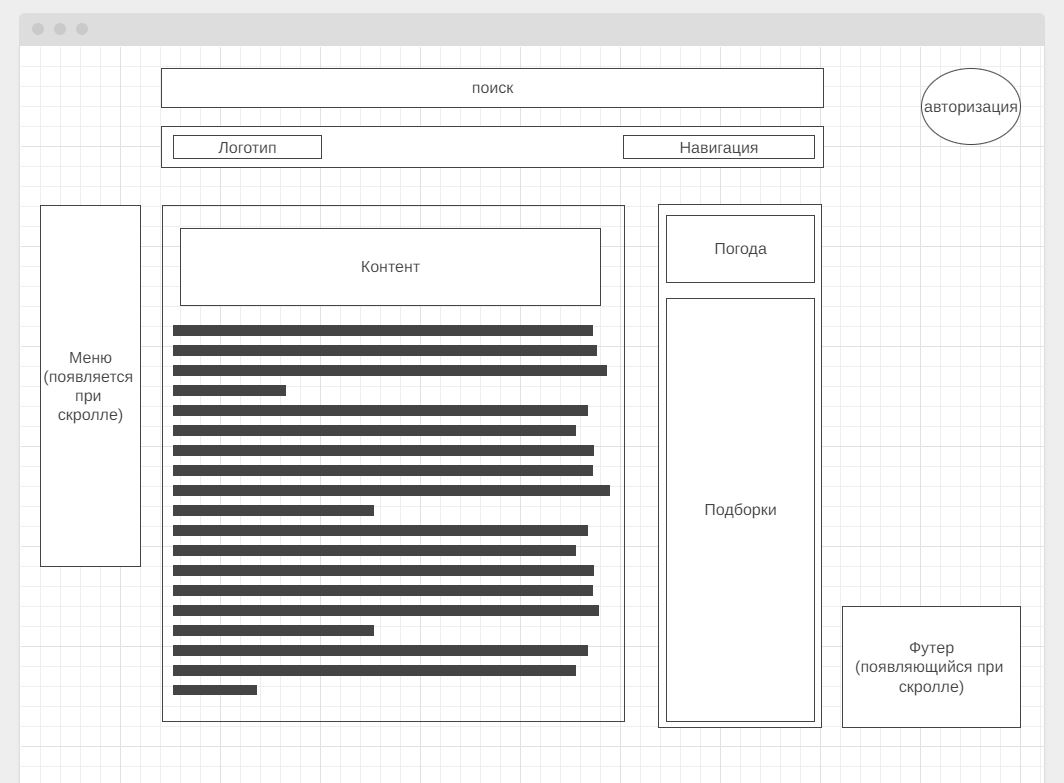 поиск
авторизация
Логотип
Навигация
Меню
(появляется
при
скролле)
Контент
Погода
Подборки
Футер
(появляющийся при
скролле)